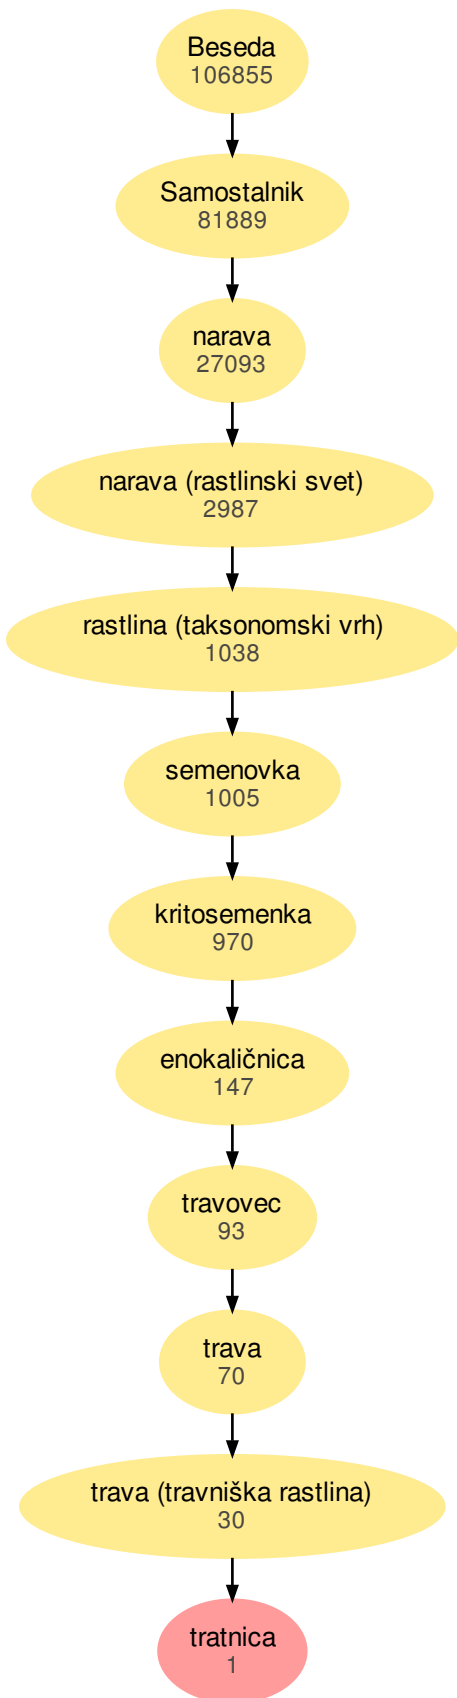 Beseda
106855
Samostalnik
81889
narava
27093
narava (rastlinski svet)
2987
rastlina (taksonomski vrh)
1038
semenovka
1005
kritosemenka
970
enokaličnica
147
travovec
93
trava
70
trava (travniška rastlina)
30
tratnica
1